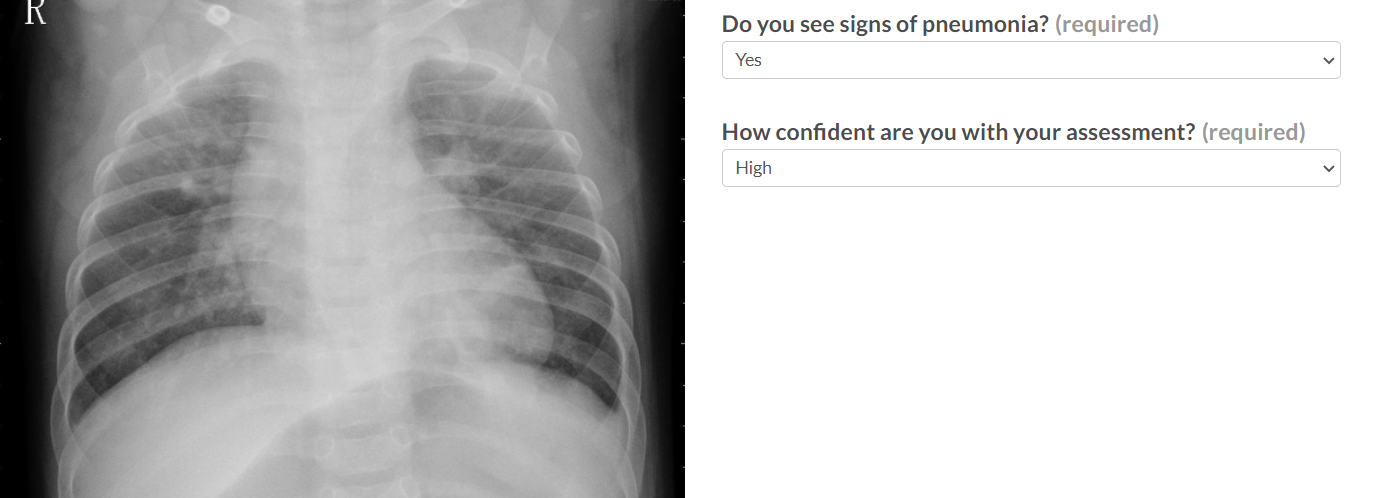 R
Do you see signs of pneumonia? (required)
Yes
How confident are you with your assessment? (required)
High